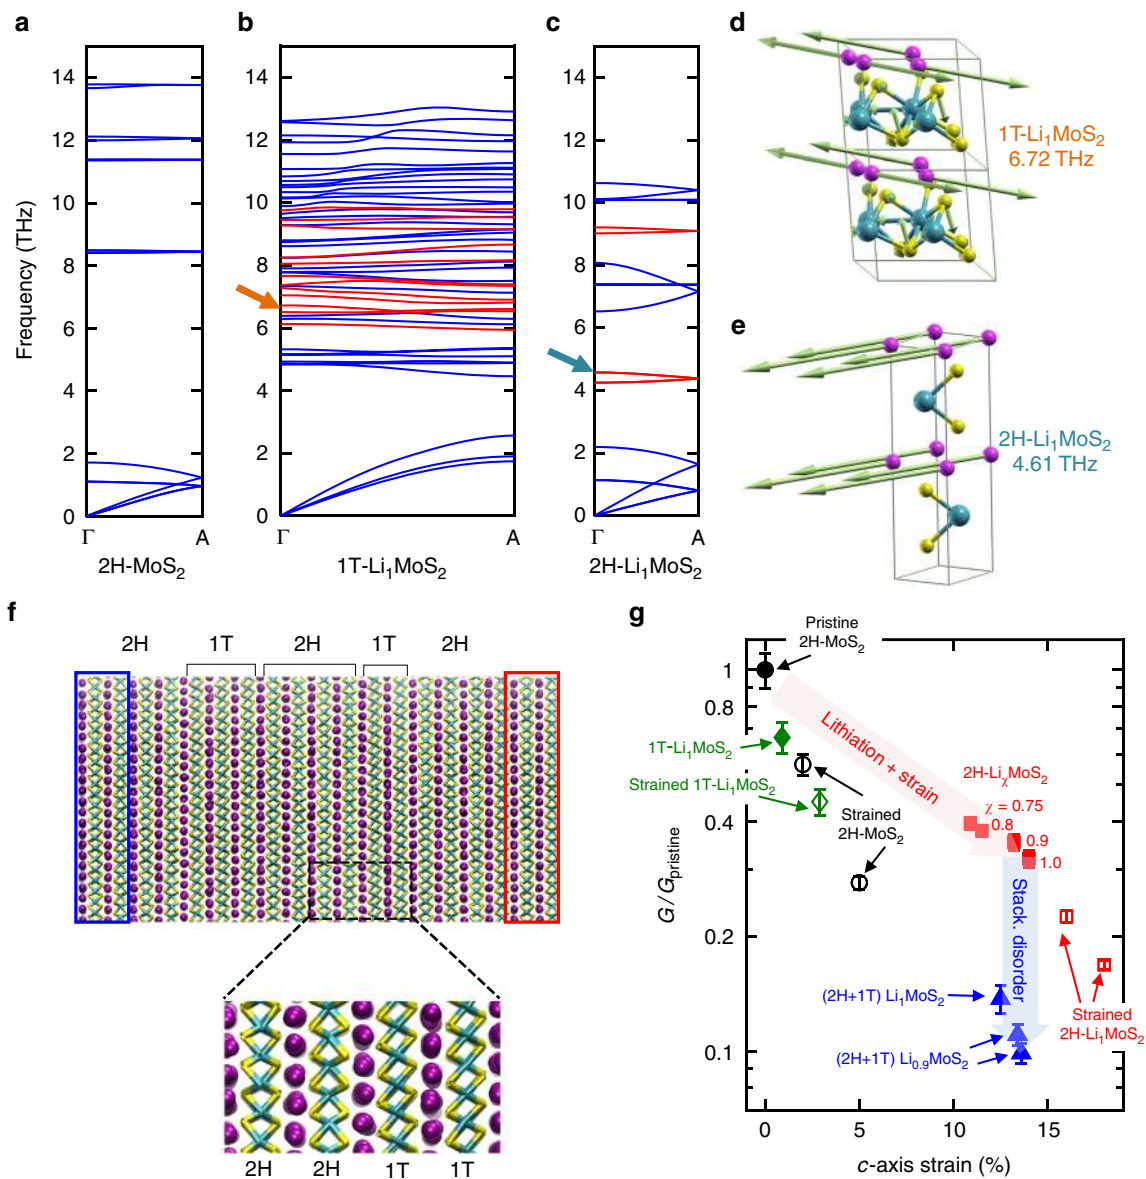 a
b
c
d
e
f
g
Frequency (THz)
14
12
10
8
6
4
2
0
Γ
A
2H-MoS₂
14
12
10
8
6
4
2
0
Γ
A
1T-Li₁MoS₂
14
12
10
8
6
4
2
0
Γ
A
2H-Li₁MoS₂
1T-Li₁MoS₂
6.72 THz
2H-Li₁MoS₂
4.61 THz
2H
1T
2H
1T
2H
2H
2H
1T
1T
G/G_pristine
1
0.8
0.4
0.2
0.1
0
5
10
15
c-axis strain (%)
Pristine
2H-MoS₂
Lithiation + strain
1T-Li₁MoS₂
Strained 1T-Li₁MoS₂
Strained
2H-MoS₂
2H-LiᵪMoS₂
χ = 0.75
0.8
0.9
1.0
Stack. disorder
(2H+1T) Li₁MoS₂
(2H+1T) Li₀.₉MoS₂
Strained
2H-Li₁MoS₂